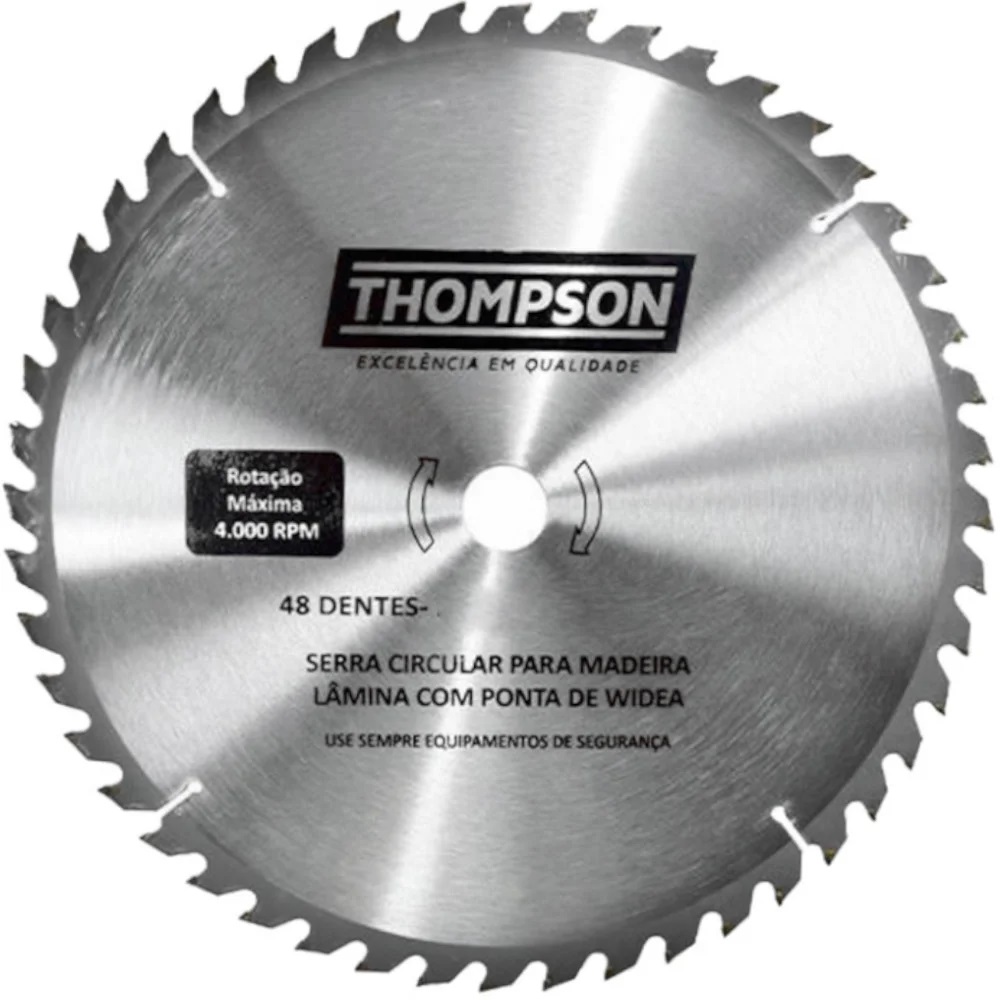 THOMPSON
EXCELÊNCIA EM QUALIDADE
Rotação
Máxima
4.000 RPM
48 DENTES-
SERRA CIRCULAR PARA MADEIRA
LÂMINA COM PONTA DE WIDEA
USE SEMPRE EQUIPAMENTOS DE SEGURANÇA